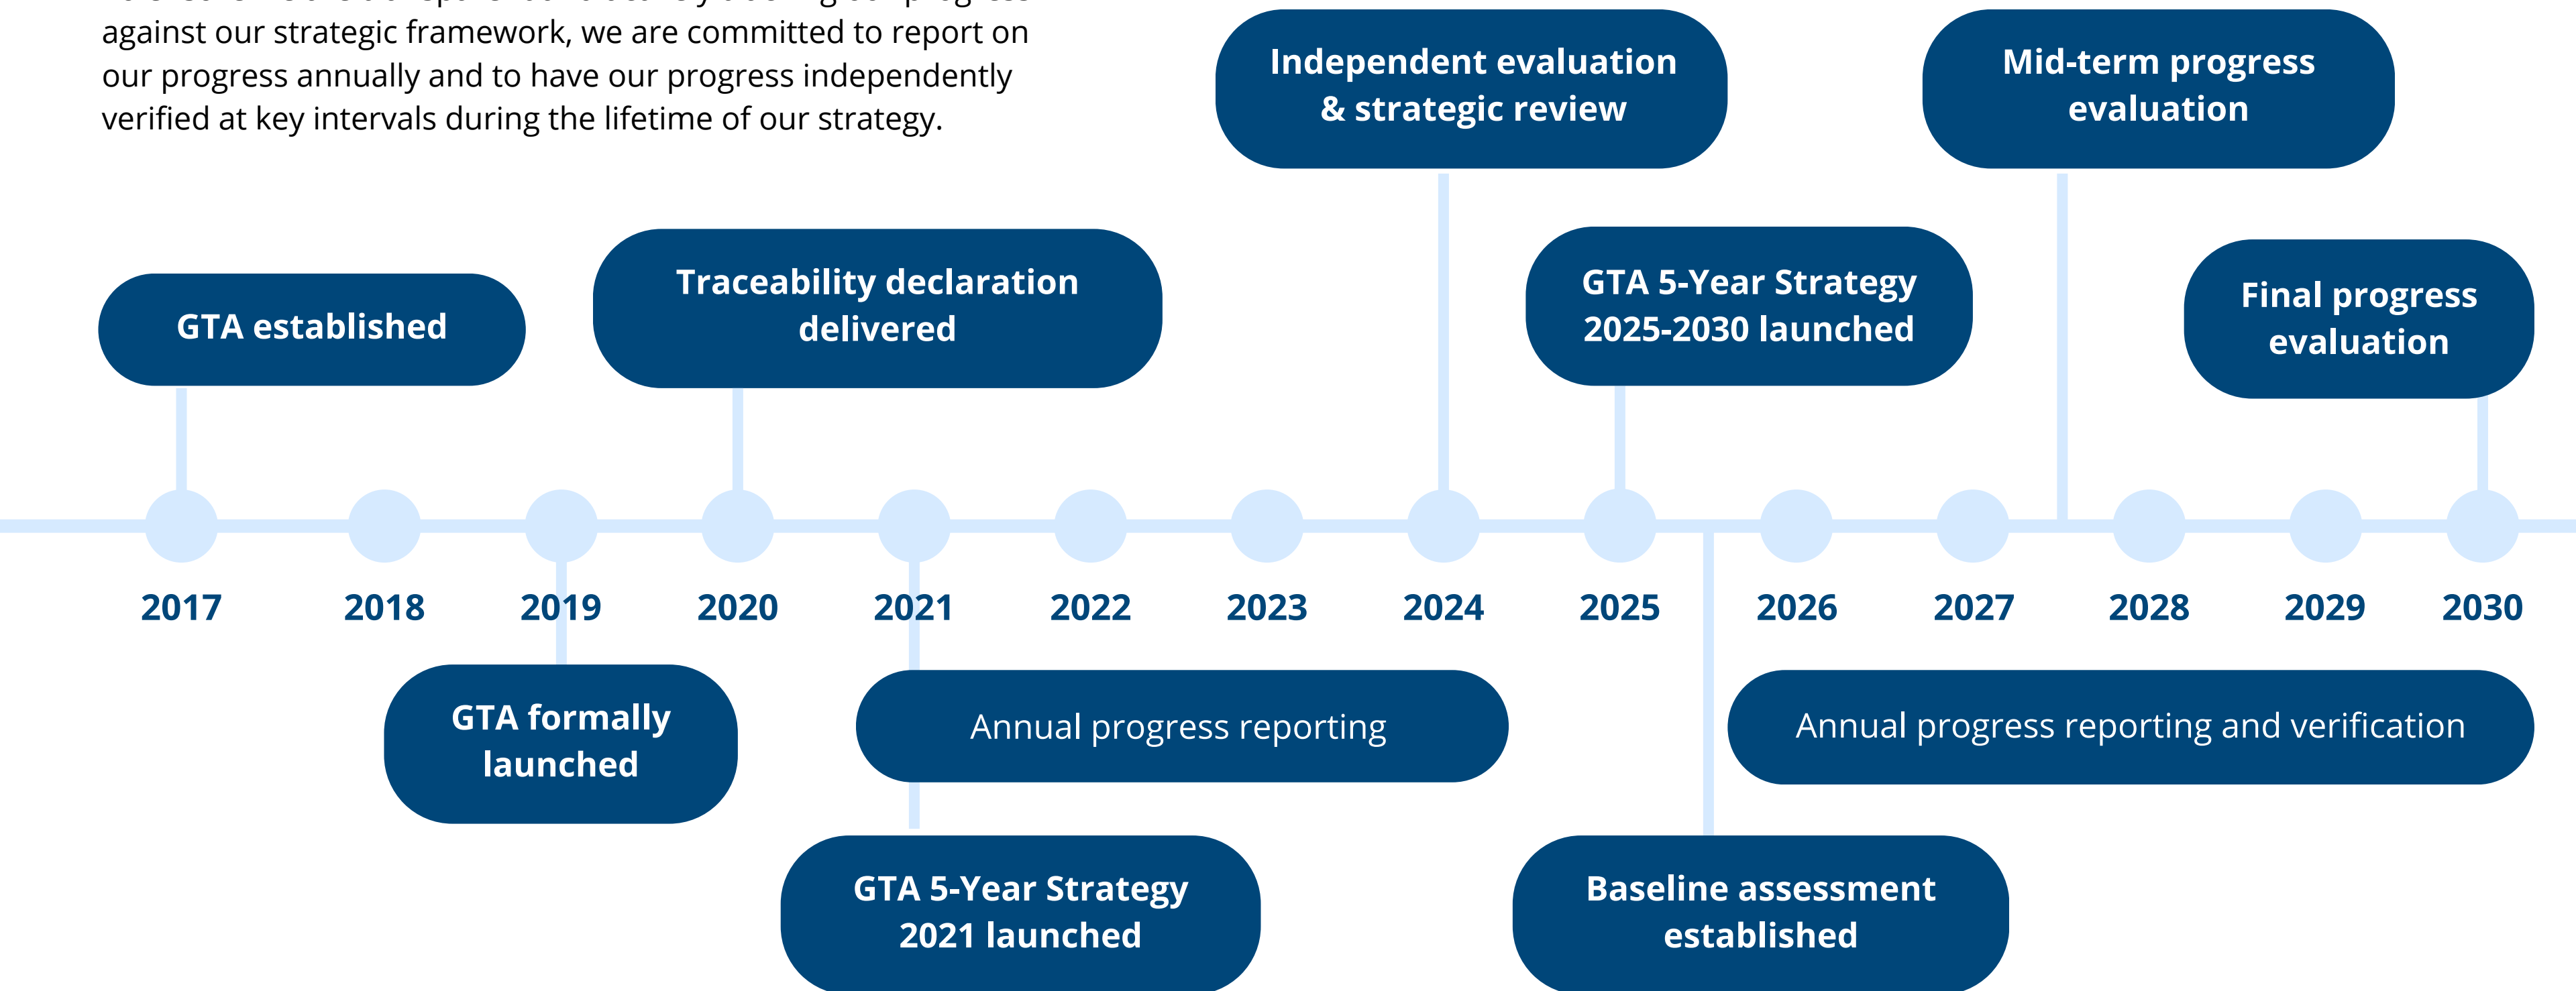 against our strategic framework, we are committed to report on
our progress annually and to have our progress independently
verified at key intervals during the lifetime of our strategy.
Independent evaluation
& strategic review
Mid-term progress
evaluation
GTA established
Traceability declaration
delivered
GTA 5-Year Strategy
2025-2030 launched
Final progress
evaluation
2017
2018
2019
2020
2021
2022
2023
2024
2025
2026
2027
2028
2029
2030
GTA formally
launched
Annual progress reporting
Annual progress reporting and verification
GTA 5-Year Strategy
2021 launched
Baseline assessment
established